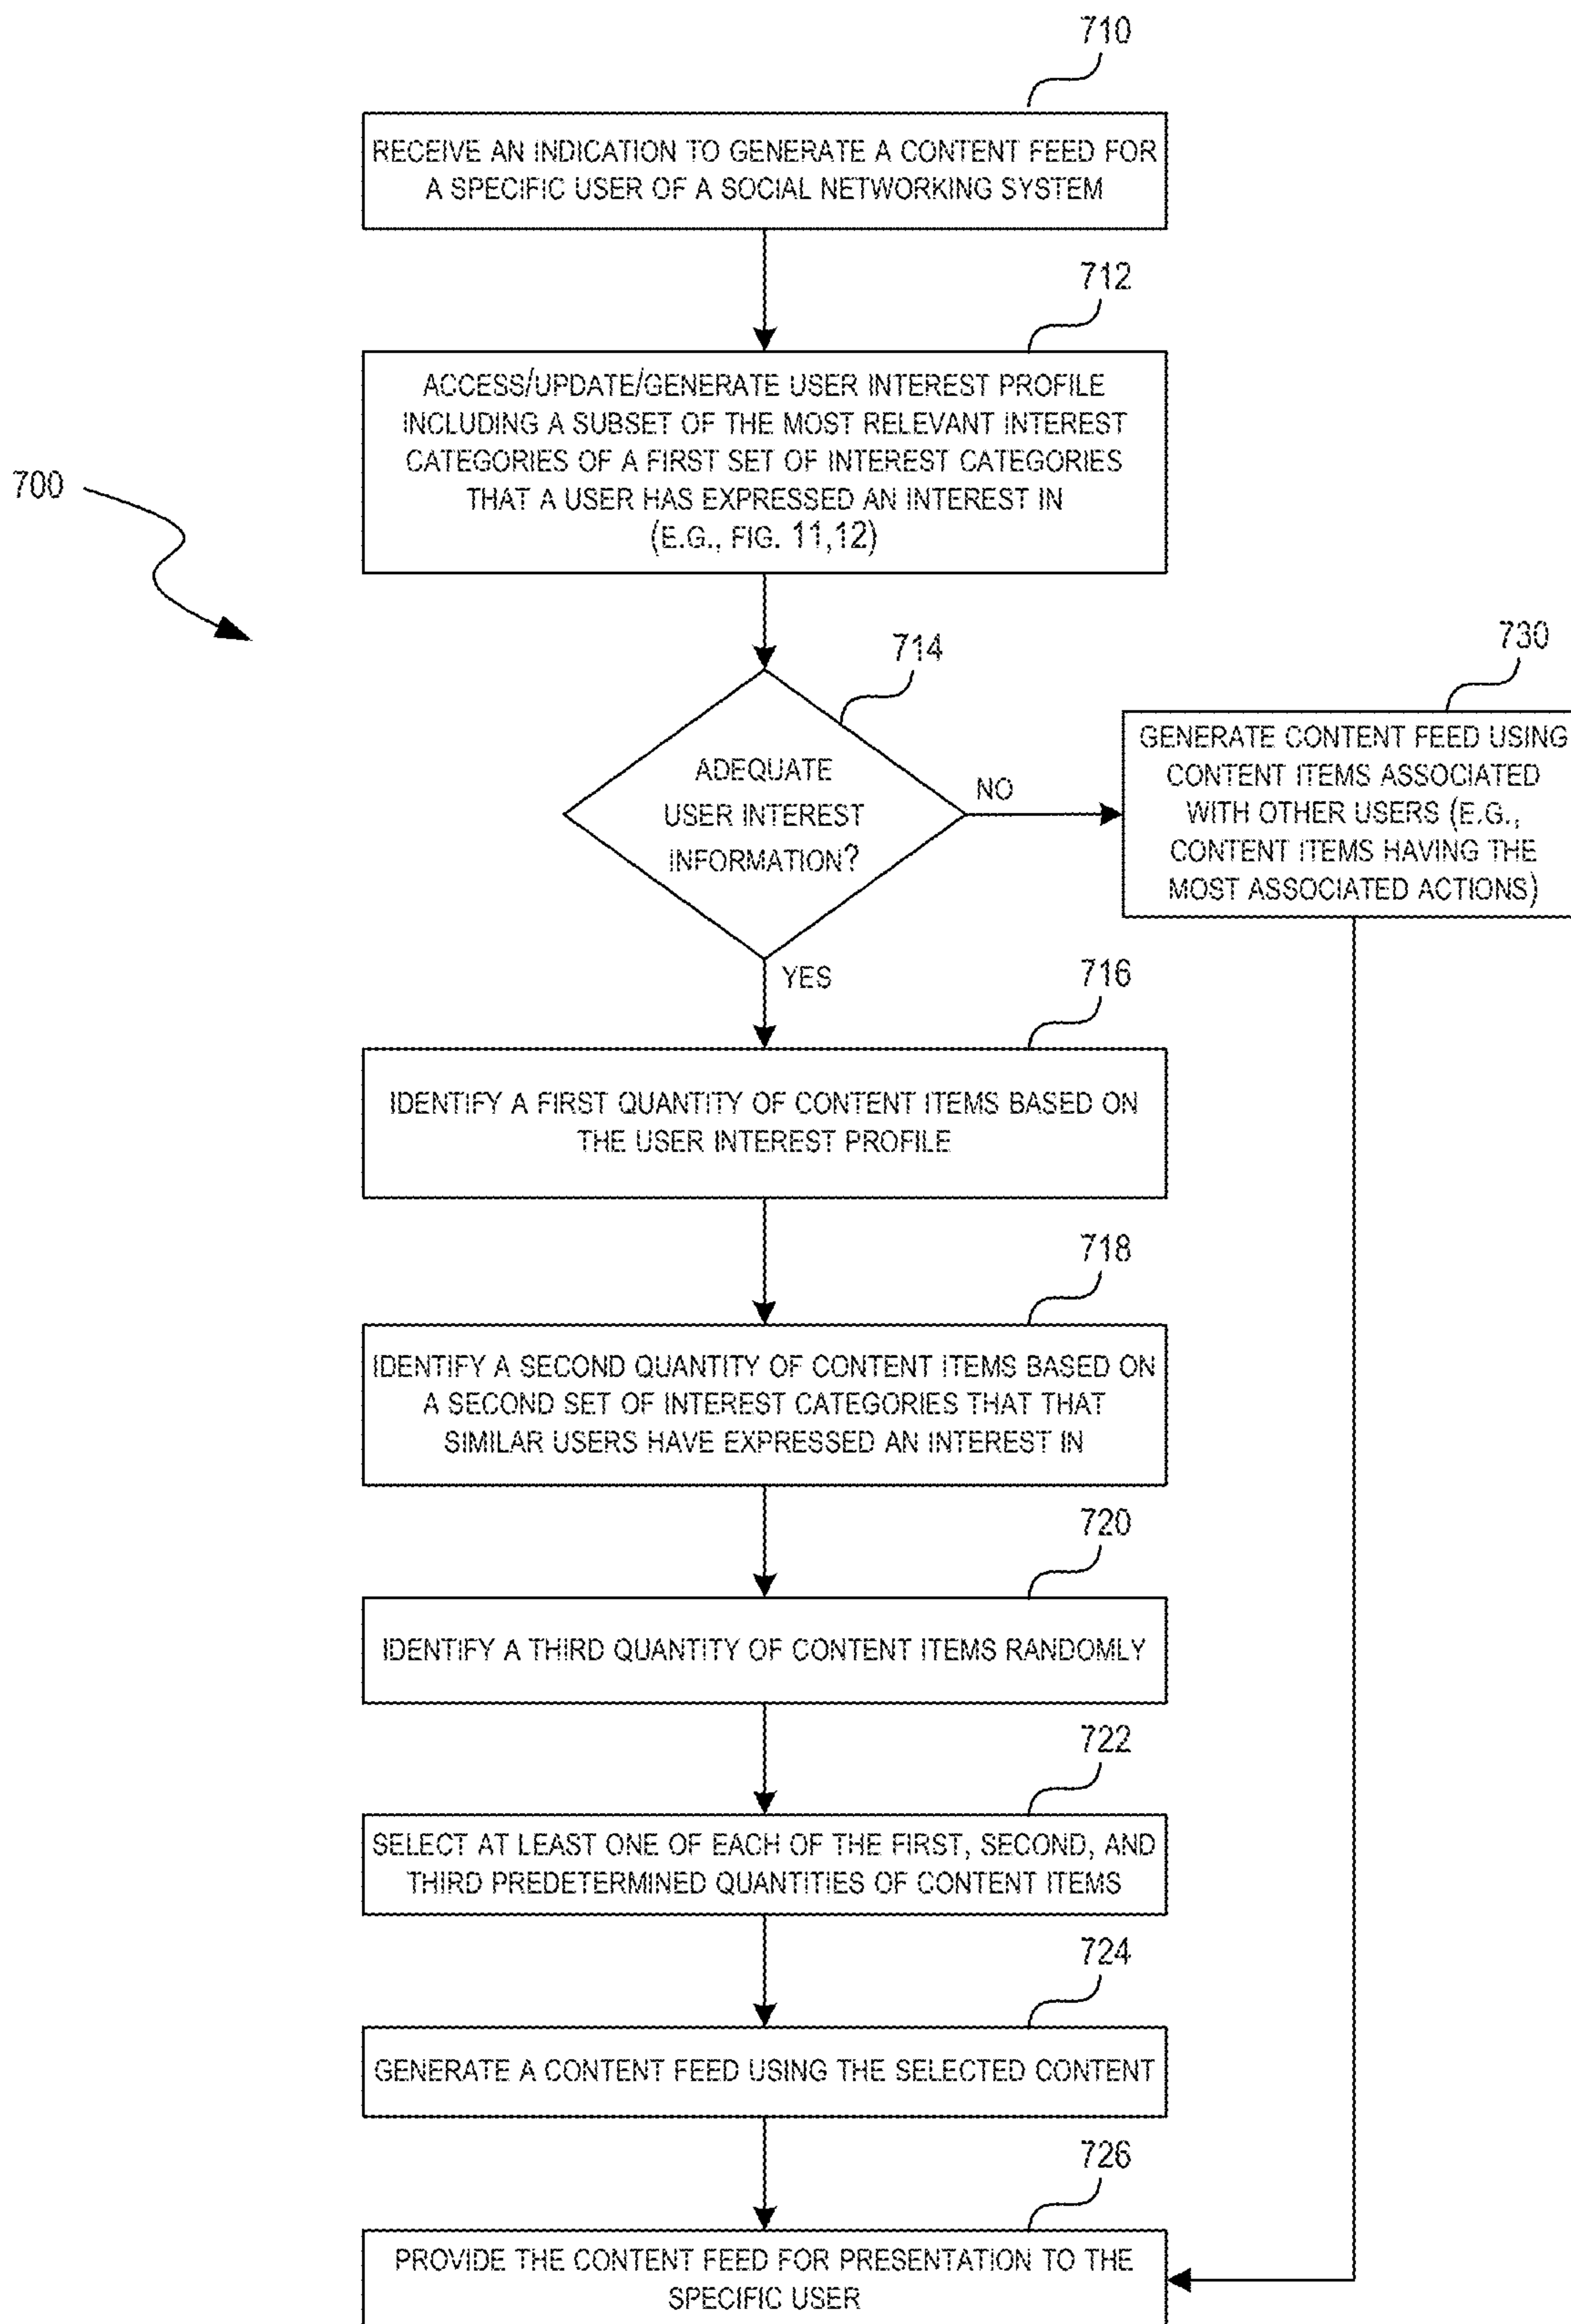 710
RECEIVE AN INDICATION TO GENERATE A CONTENT FEED FOR
A SPECIFIC USER OF A SOCIAL NETWORKING SYSTEM
712
ACCESS/UPDATE/GENERATE USER INTEREST PROFILE
INCLUDING A SUBSET OF THE MOST RELEVANT INTEREST
CATEGORIES OF A FIRST SET OF INTEREST CATEGORIES
THAT A USER HAS EXPRESSED AN INTEREST IN
(E.G., FIG. 11,12)
700
714
ADEQUATE
USER INTEREST
INFORMATION?
NO
YES
730
GENERATE CONTENT FEED USING
CONTENT ITEMS ASSOCIATED
WITH OTHER USERS (E.G.,
CONTENT ITEMS HAVING THE
MOST ASSOCIATED ACTIONS)
716
IDENTIFY A FIRST QUANTITY OF CONTENT ITEMS BASED ON
THE USER INTEREST PROFILE
718
IDENTIFY A SECOND QUANTITY OF CONTENT ITEMS BASED ON
A SECOND SET OF INTEREST CATEGORIES THAT THAT
SIMILAR USERS HAVE EXPRESSED AN INTEREST IN
720
IDENTIFY A THIRD QUANTITY OF CONTENT ITEMS RANDOMLY
722
SELECT AT LEAST ONE OF EACH OF THE FIRST, SECOND, AND
THIRD PREDETERMINED QUANTITIES OF CONTENT ITEMS
724
GENERATE A CONTENT FEED USING THE SELECTED CONTENT
726
PROVIDE THE CONTENT FEED FOR PRESENTATION TO THE
SPECIFIC USER